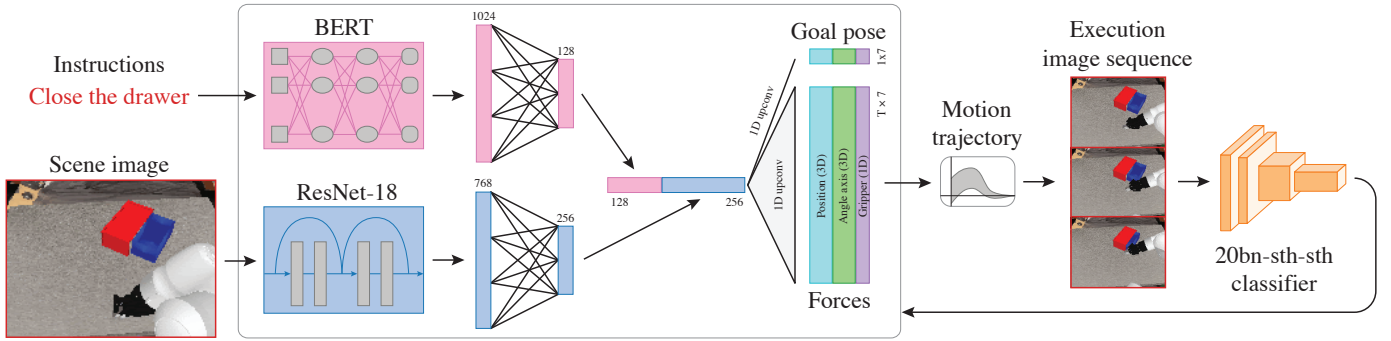 Instructions
Close the drawer
Scene image
BERT
1024
128
ResNet-18
768
256
128
256
1D upconv
1D upconv
Goal pose
1x7
T × 7
Position (3D)
Angle axis (3D)
Gripper (1D)
Forces
Motion
trajectory
Execution
image sequence
20bn-sth-sth
classifier